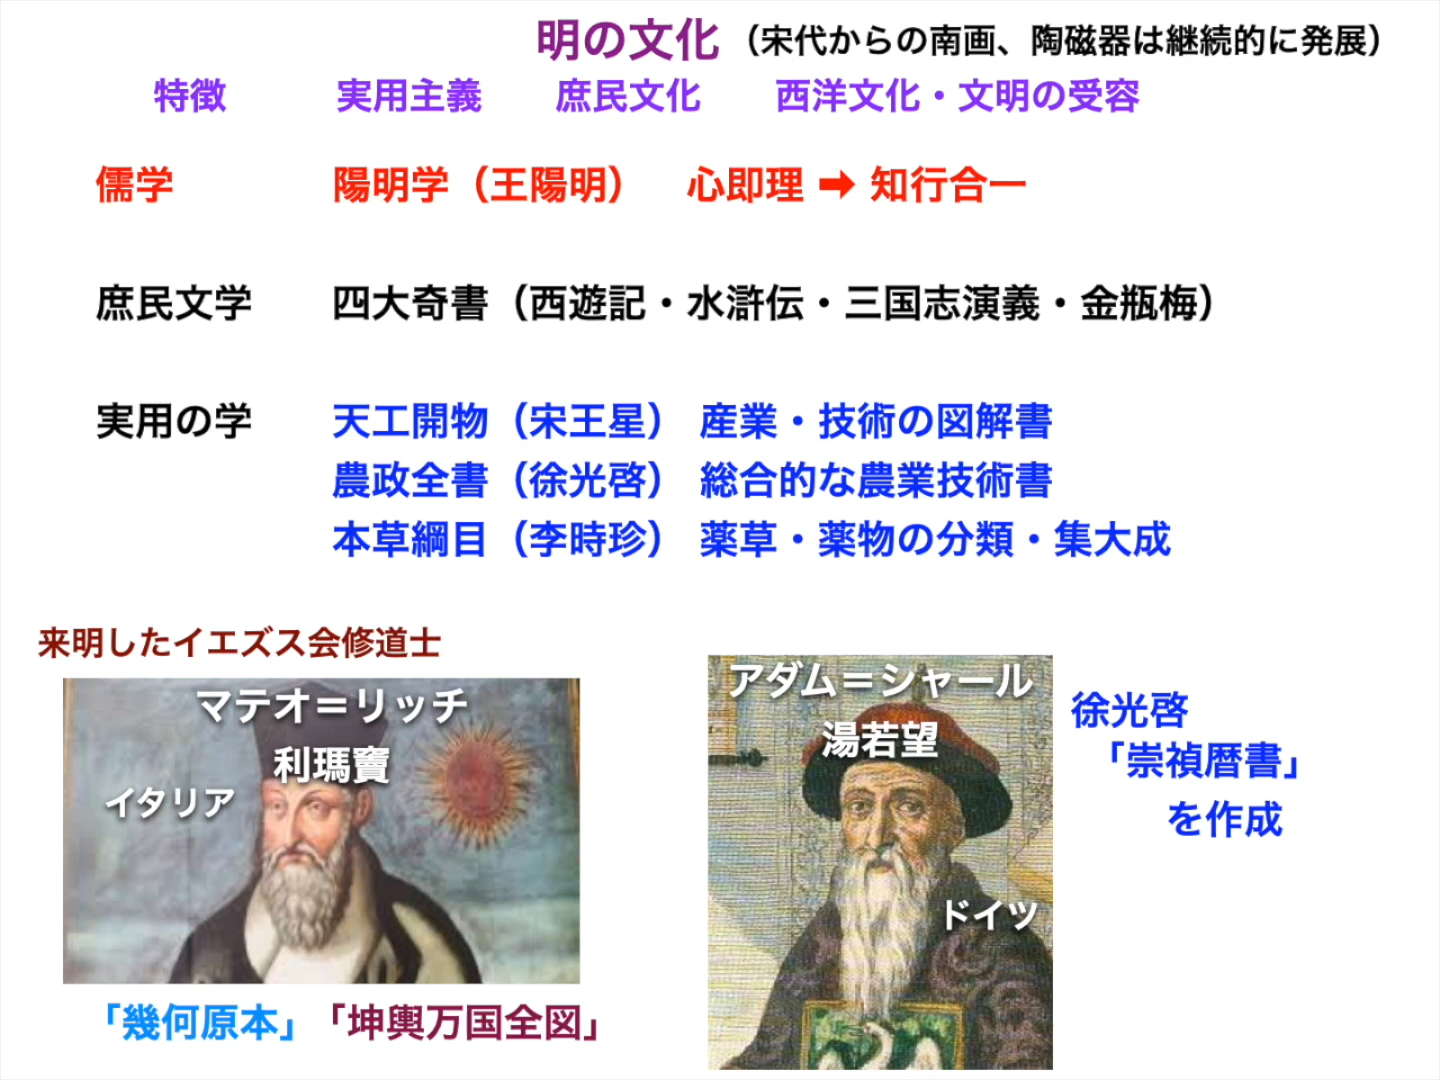 明の文化（宋代からの南画、陶磁器は継続的に発展）
特徴 実用主義 庶民文化 西洋文化・文明の受容
儒学 陽明学（王陽明） 心即理 ➡ 知行合一
庶民文学 四大奇書（西遊記・水滸伝・三国志演義・金瓶梅）
実用の学 天工開物（宋王星） 産業・技術の図解書
農政全書（徐光啓） 総合的な農業技術書
本草綱目（李時珍） 薬草・薬物の分類・集大成
来明したイエズス会修道士
マテオ＝リッチ
利瑪竇
イタリア
「幾何原本」「坤輿万国全図」
アダム＝シャール
湯若望
ドイツ
徐光啓
「崇禎暦書」
を作成